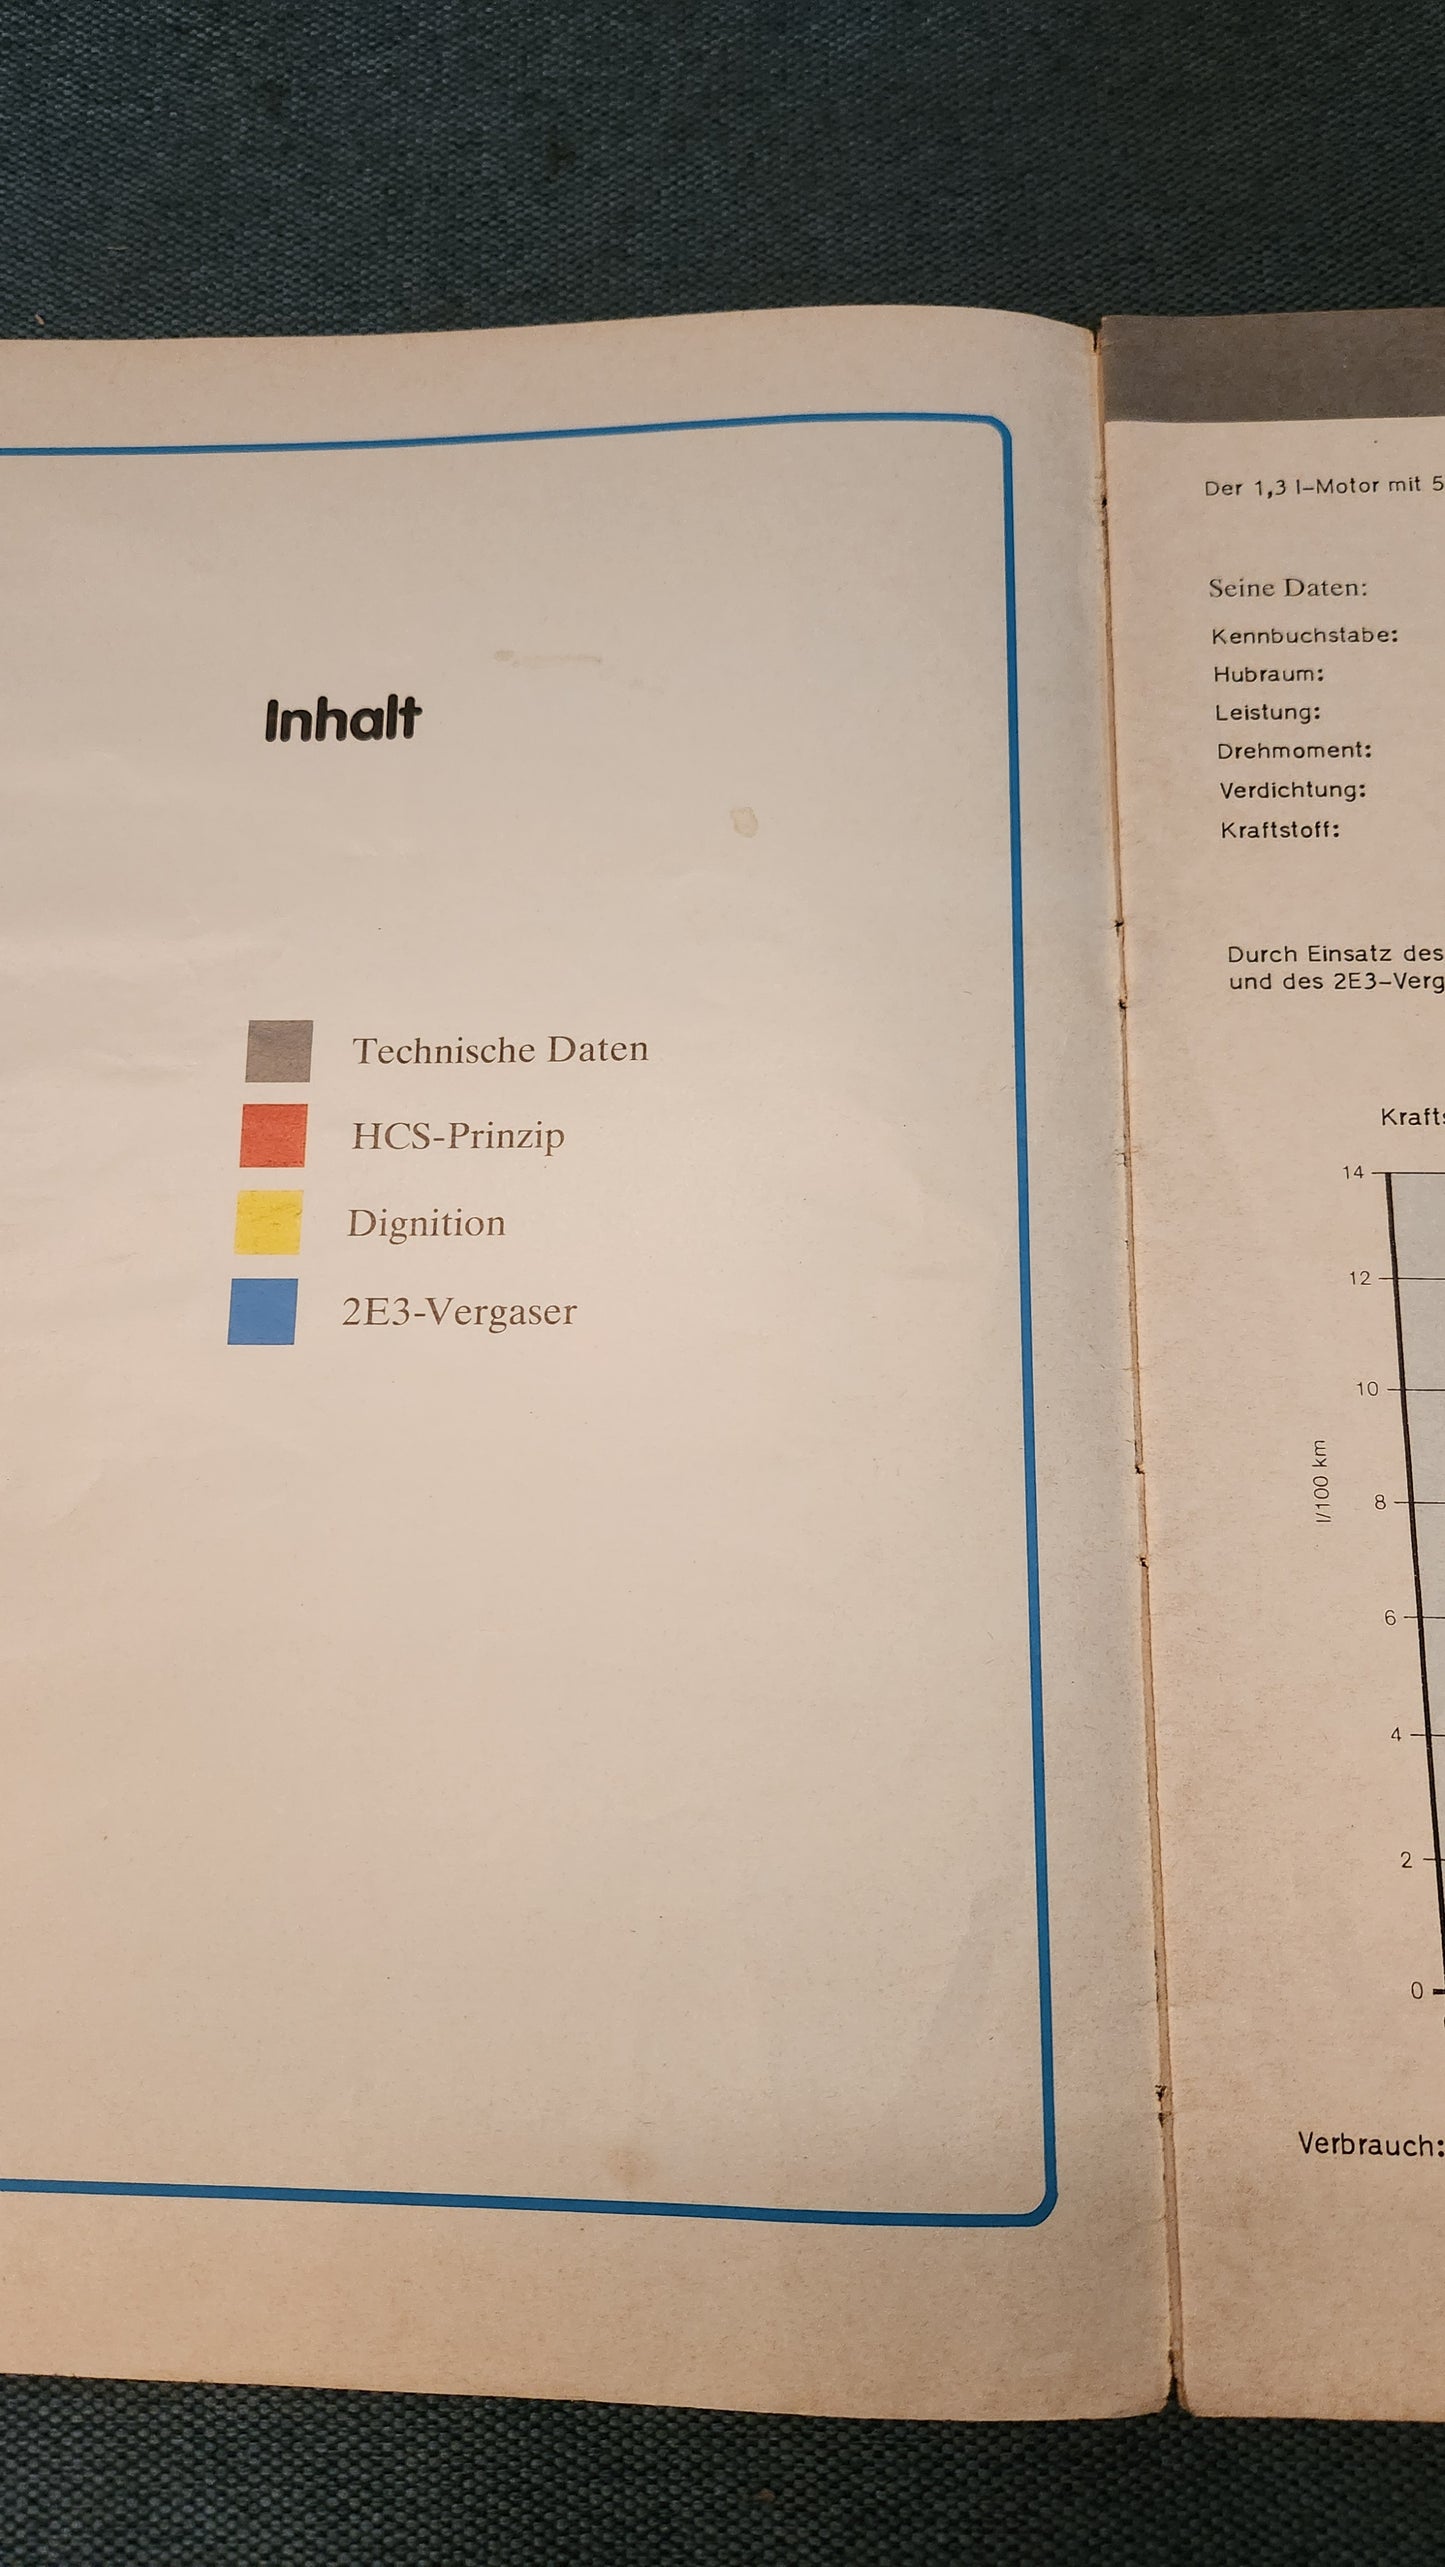 Inhalt
Technische Daten
HCS-Prinzip
Dignition
2E3-Vergaser
Der 1,3 l-Motor mit 5
Seine Daten:
Kennbuchstabe:
Hubraum:
Leistung:
Drehmoment:
Verdichtung:
Kraftstoff:
Durch Einsatz des
und des 2E3-Verg
Krafts
14
12
10
l/100 km
8
6
4
2
0
Verbrauch: